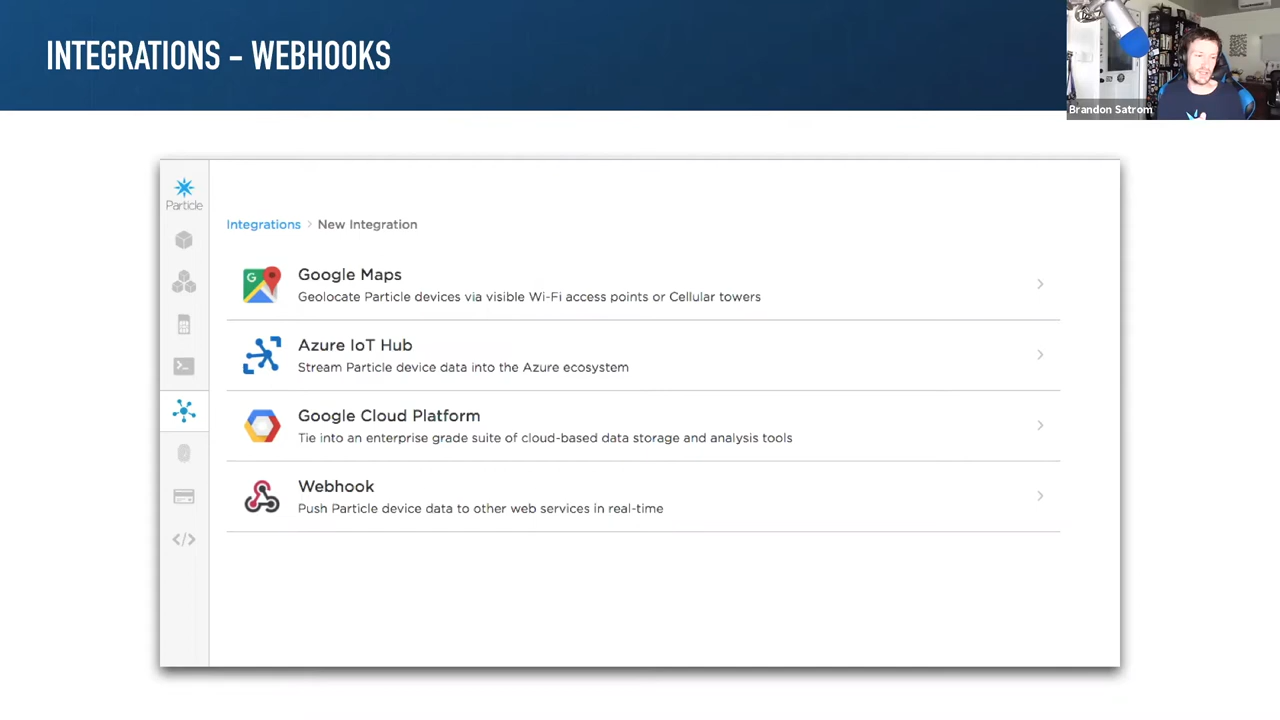 INTEGRATIONS - WEBHOOKS
Brandon Satrom
Particle
Integrations > New Integration
Google Maps
Geolocate Particle devices via visible Wi-Fi access points or Cellular towers
Azure IoT Hub
Stream Particle device data into the Azure ecosystem
Google Cloud Platform
Tie into an enterprise grade suite of cloud-based data storage and analysis tools
Webhook
Push Particle device data to other web services in real-time